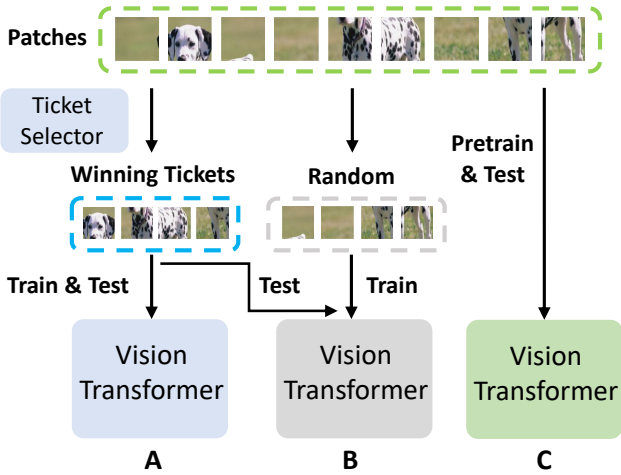 Patches
Ticket
Selector
Pretrain
& Test
Winning Tickets
Random
Train & Test
Test
Train
Vision
Transformer
Vision
Transformer
Vision
Transformer
A
B
C